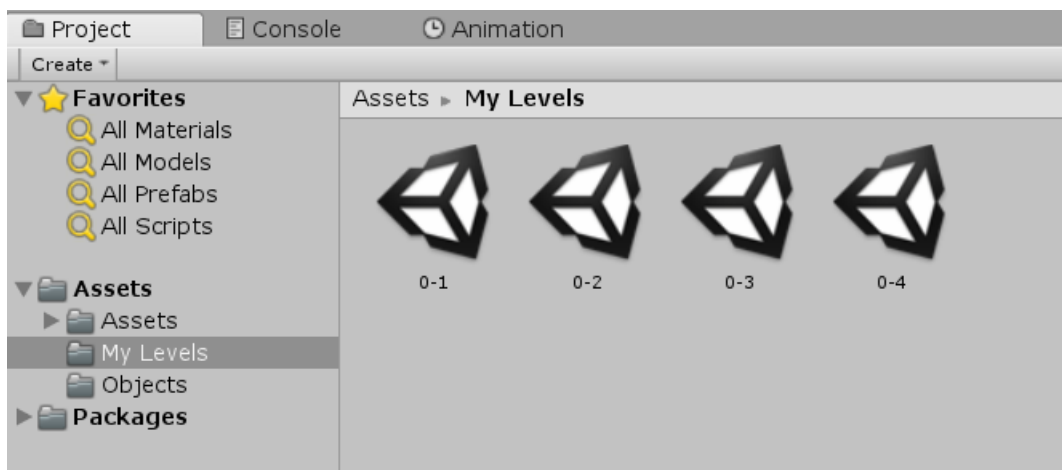 Project Console Animation
Create
Favorites
All Materials
All Models
All Prefabs
All Scripts
Assets
Assets
My Levels
Objects
Packages
Assets My Levels
0-1 0-2 0-3 0-4